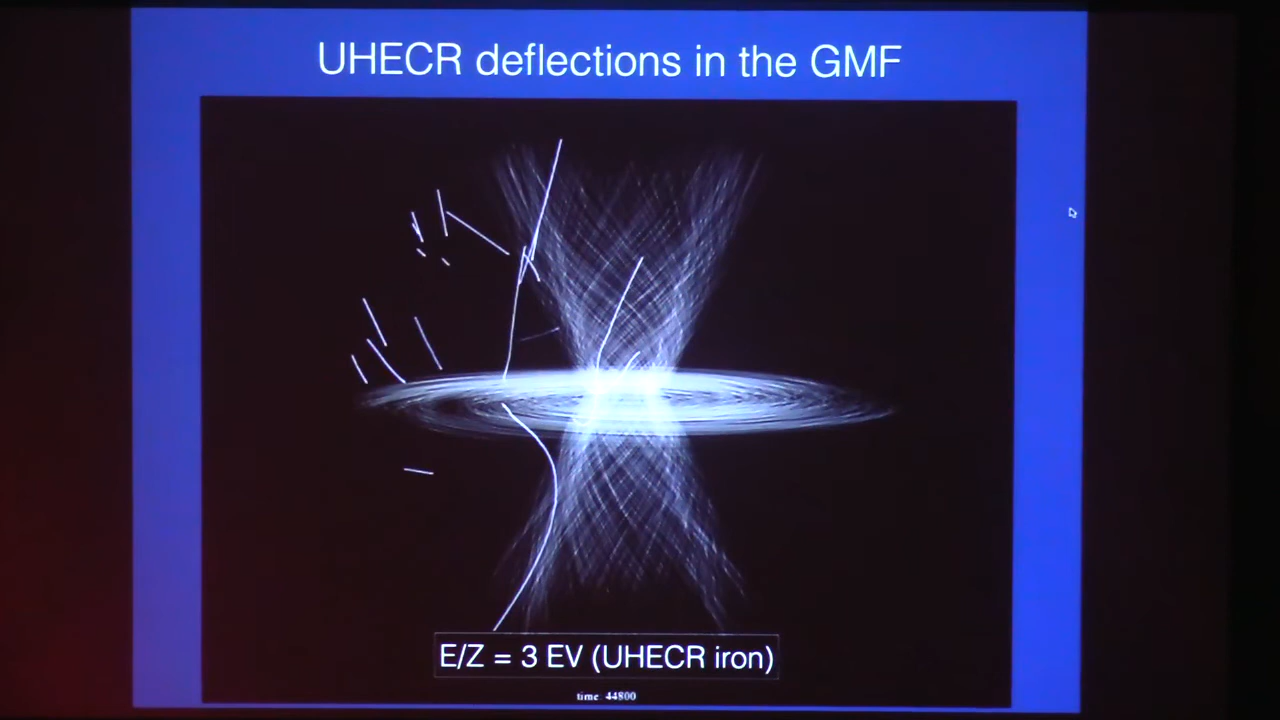 UHECR deflections in the GMF
E/Z = 3 EV (UHECR iron)
time 44800